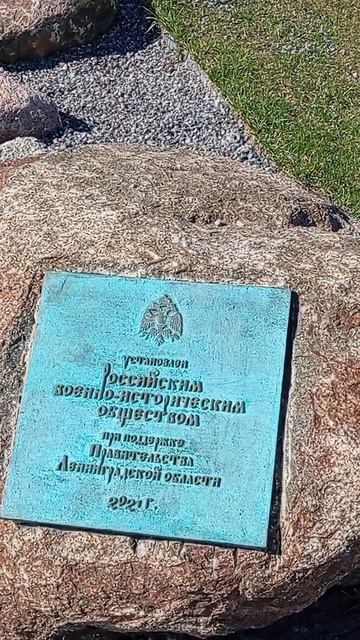 установлен
Российским
военно-историческим
обществом
при поддержке
Правительства
Ленинградской области
2021 г.